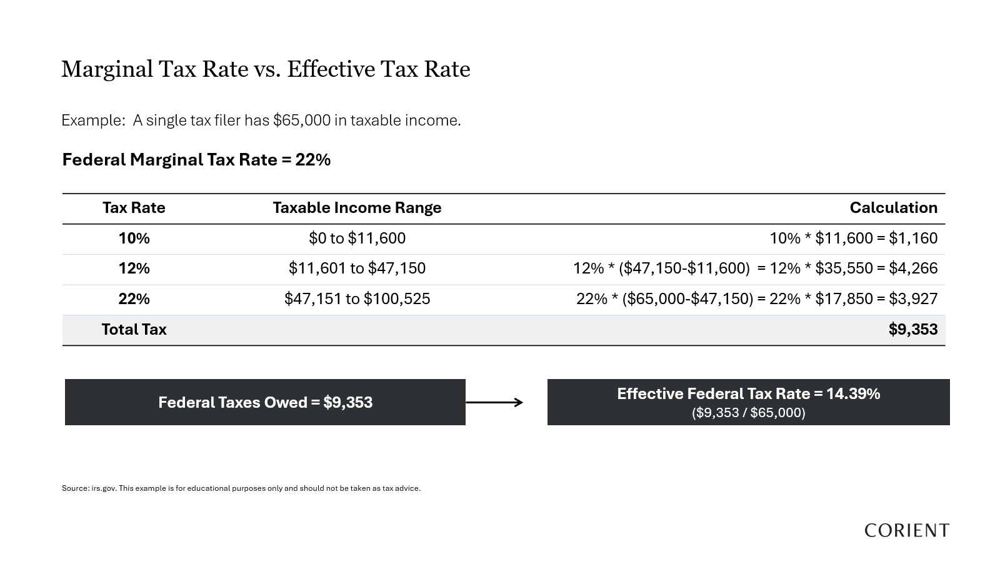 Marginal Tax Rate vs. Effective Tax Rate
Example:  A single tax filer has $65,000 in taxable income.
Federal Marginal Tax Rate = 22%
Tax Rate Taxable Income Range Calculation
10% $0 to $11,600 10% * $11,600 = $1,160
12% $11,601 to $47,150 12% * ($47,150-$11,600)  = 12% * $35,550 = $4,266
22% $47,151 to $100,525 22% * ($65,000-$47,150) = 22% * $17,850 = $3,927
Total Tax $9,353
Federal Taxes Owed = $9,353
Effective Federal Tax Rate = 14.39%
($9,353 / $65,000)
Source: irs.gov. This example is for educational purposes only and should not be taken as tax advice.
CORIENT